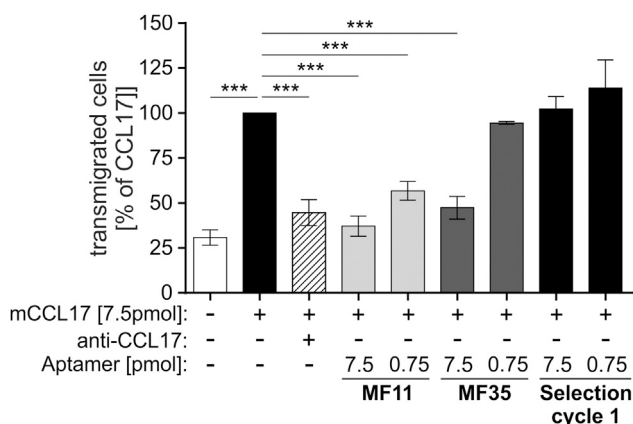 transmigrated cells
[% of CCL17]]
150
125
100
75
50
25
0
***
***
***
***
***
mCCL17 [7.5pmol]: - + + + + + + + +
anti-CCL17: - - + - - - - - -
Aptamer [pmol]: - - - 7.5 0.75 7.5 0.75 7.5 0.75
MF11 MF35 Selection
cycle 1